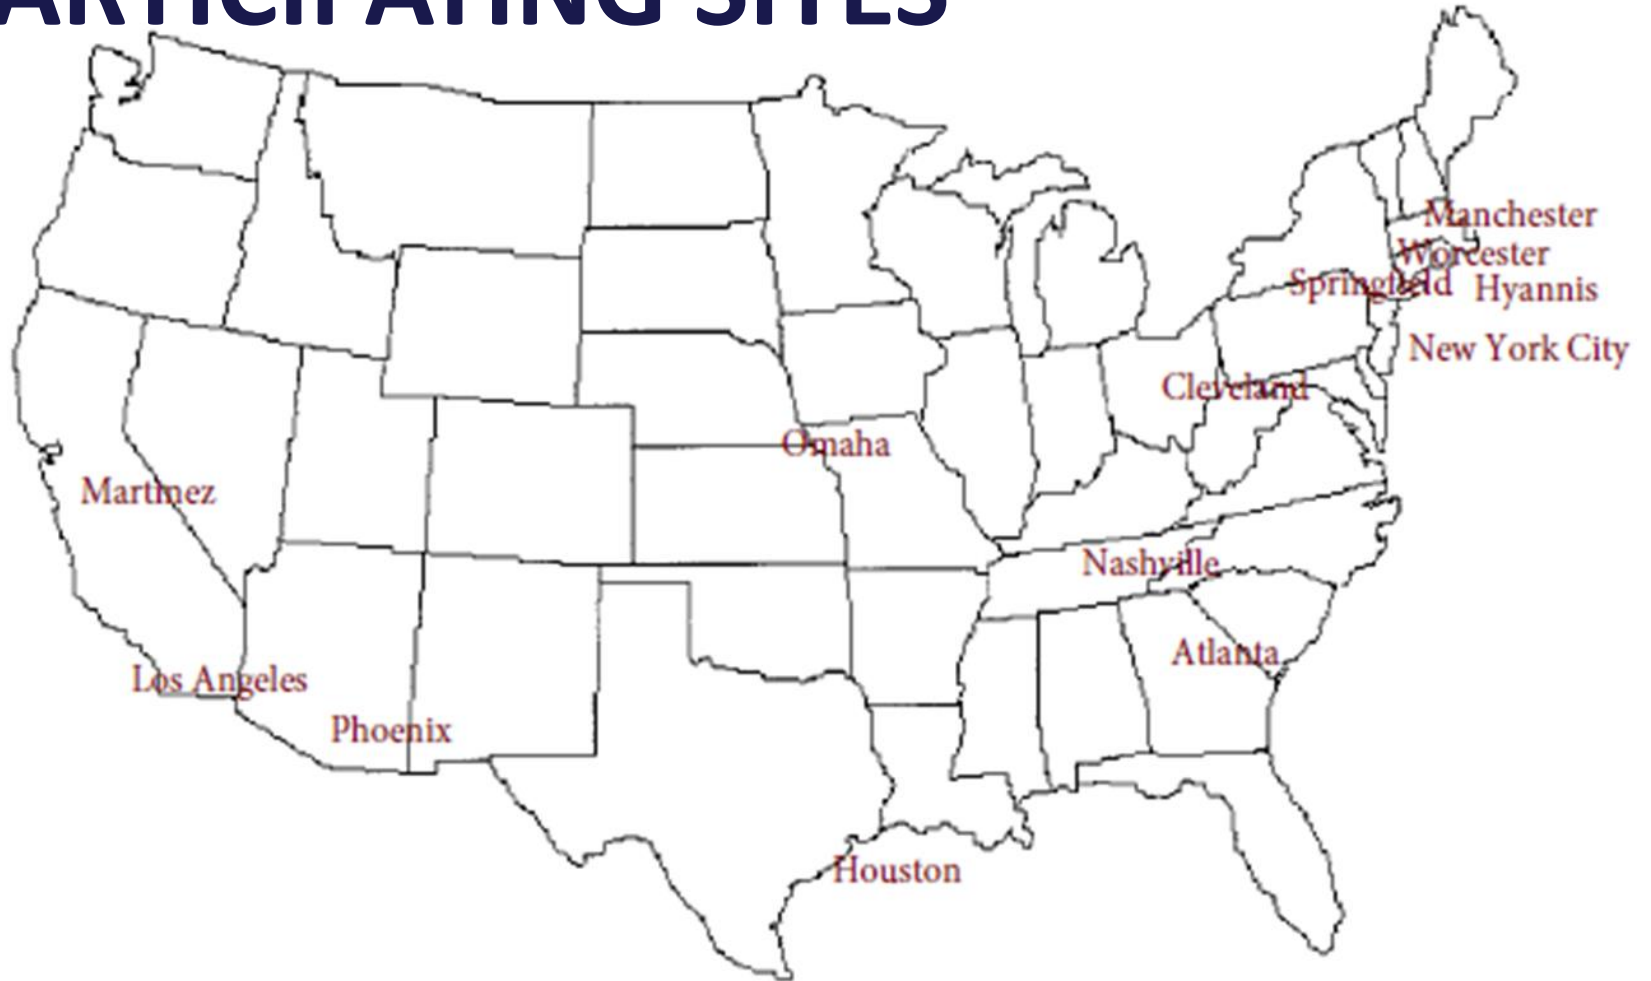 ARTICIPATING SITES
Manchester
Worcester
Springfield Hyannis
New York City
Cleveland
Omaha
Martinez
Nashville
Atlanta
Los Angeles
Phoenix
Houston